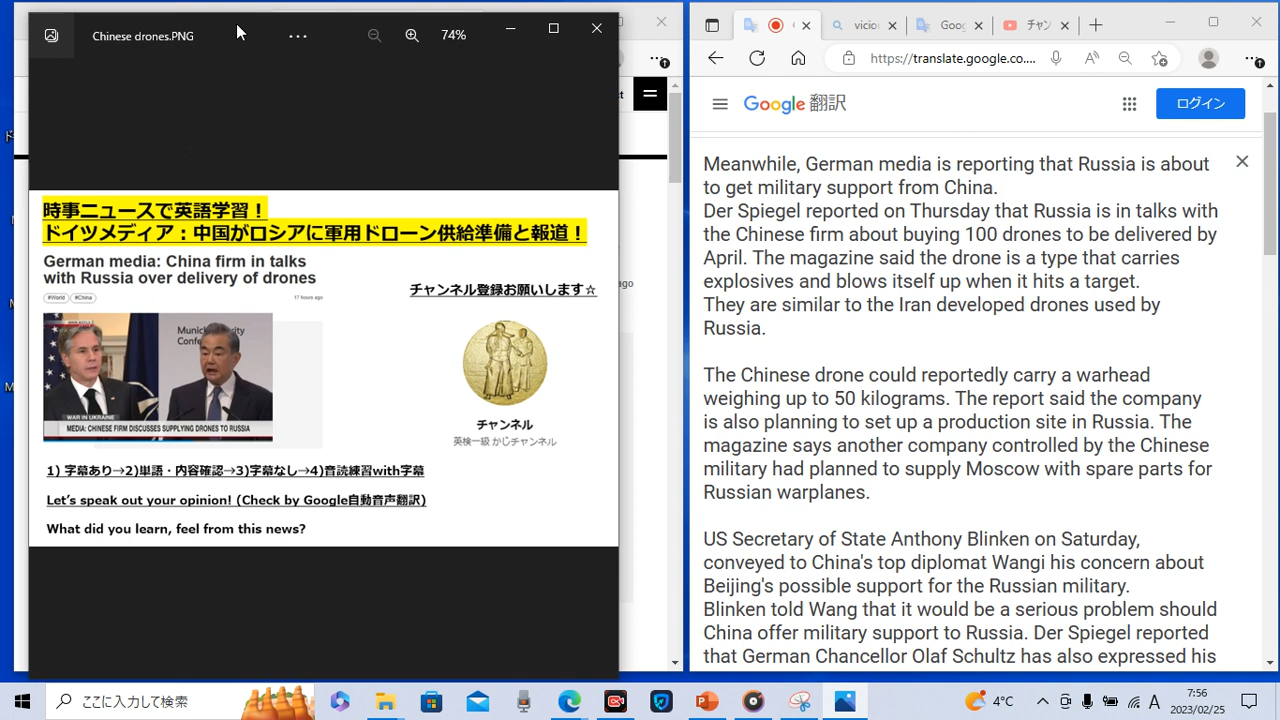 Chinese drones.PNG
74%
時事ニュースで英語学習！
ドイツメディア：中国がロシアに軍用ドローン供給準備と報道！
German media: China firm in talks
with Russia over delivery of drones
#World
#China
17 hours ago
チャンネル登録お願いします☆
WAR IN UKRAINE
MEDIA: CHINESE FIRM DISCUSSES SUPPLYING DRONES TO RUSSIA
チャンネル
英検一級 かじチャンネル
1) 字幕あり→2)単語・内容確認→3)字幕なし→4)音読練習with字幕
Let's speak out your opinion! (Check by Google自動音声翻訳)
What did you learn, feel from this news?
vicio
Goog
チャン
https://translate.google.co....
Google 翻訳
ログイン
Meanwhile, German media is reporting that Russia is about
to get military support from China.
Der Spiegel reported on Thursday that Russia is in talks with
the Chinese firm about buying 100 drones to be delivered by
April. The magazine said the drone is a type that carries
explosives and blows itself up when it hits a target.
They are similar to the Iran developed drones used by
Russia.
The Chinese drone could reportedly carry a warhead
weighing up to 50 kilograms. The report said the company
is also planning to set up a production site in Russia. The
magazine says another company controlled by the Chinese
military had planned to supply Moscow with spare parts for
Russian warplanes.
US Secretary of State Anthony Blinken on Saturday,
conveyed to China's top diplomat Wangi his concern about
Beijing's possible support for the Russian military.
Blinken told Wang that it would be a serious problem should
China offer military support to Russia. Der Spiegel reported
that German Chancellor Olaf Schultz has also expressed his
ここに入力して検索
4°C
A
7:56
2023/02/25